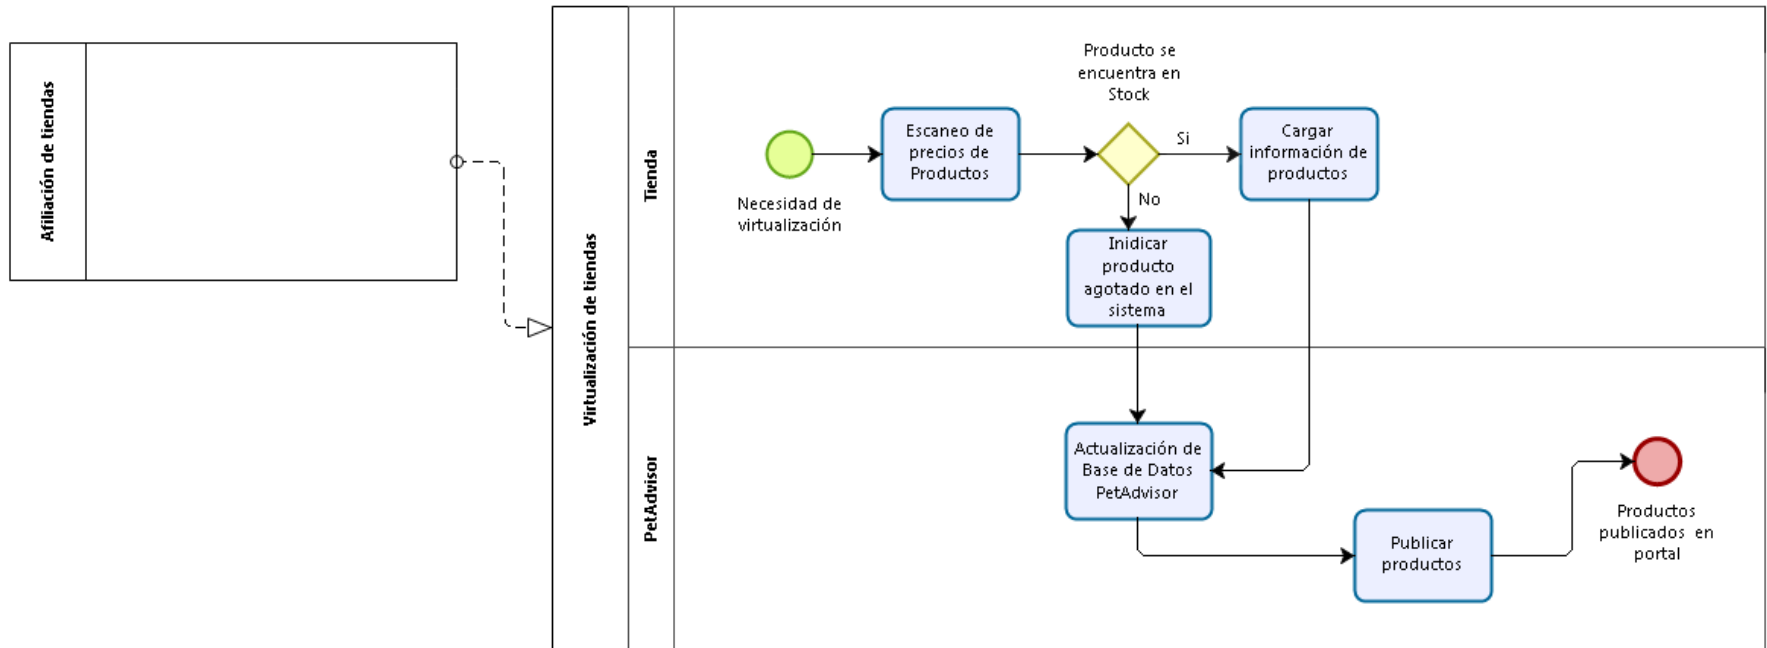 Afiliación de tiendas
Virtualización de tiendas
Tienda
Necesidad de
virtualización
Escaneo de
precios de
Productos
Producto se
encuentra en
Stock
Si
No
Cargar
información de
productos
Inidicar
producto
agotado en el
sistema
PetAdvisor
Actualización de
Base de Datos
PetAdvisor
Publicar
productos
Productos
publicados en
portal